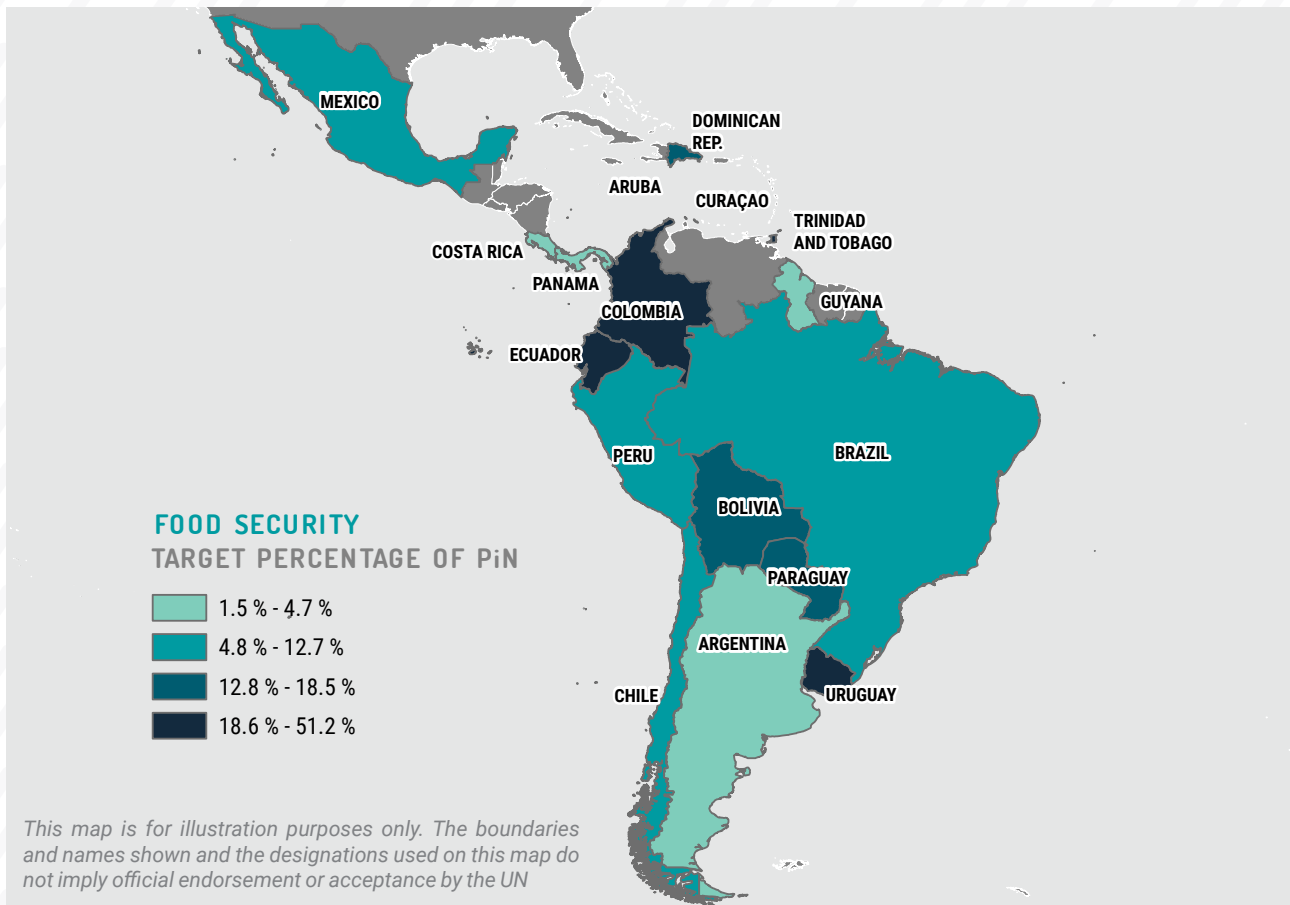 MEXICO
DOMINICAN
REP.
ARUBA
CURAÇAO
TRINIDAD
AND TOBAGO
COSTA RICA
PANAMA
COLOMBIA
GUYANA
ECUADOR
PERU
BRAZIL
BOLIVIA
PARAGUAY
ARGENTINA
CHILE
URUGUAY
FOOD SECURITY
TARGET PERCENTAGE OF PiN
1.5 % - 4.7 %
4.8 % - 12.7 %
12.8 % - 18.5 %
18.6 % - 51.2 %
This map is for illustration purposes only. The boundaries
and names shown and the designations used on this map do
not imply official endorsement or acceptance by the UN